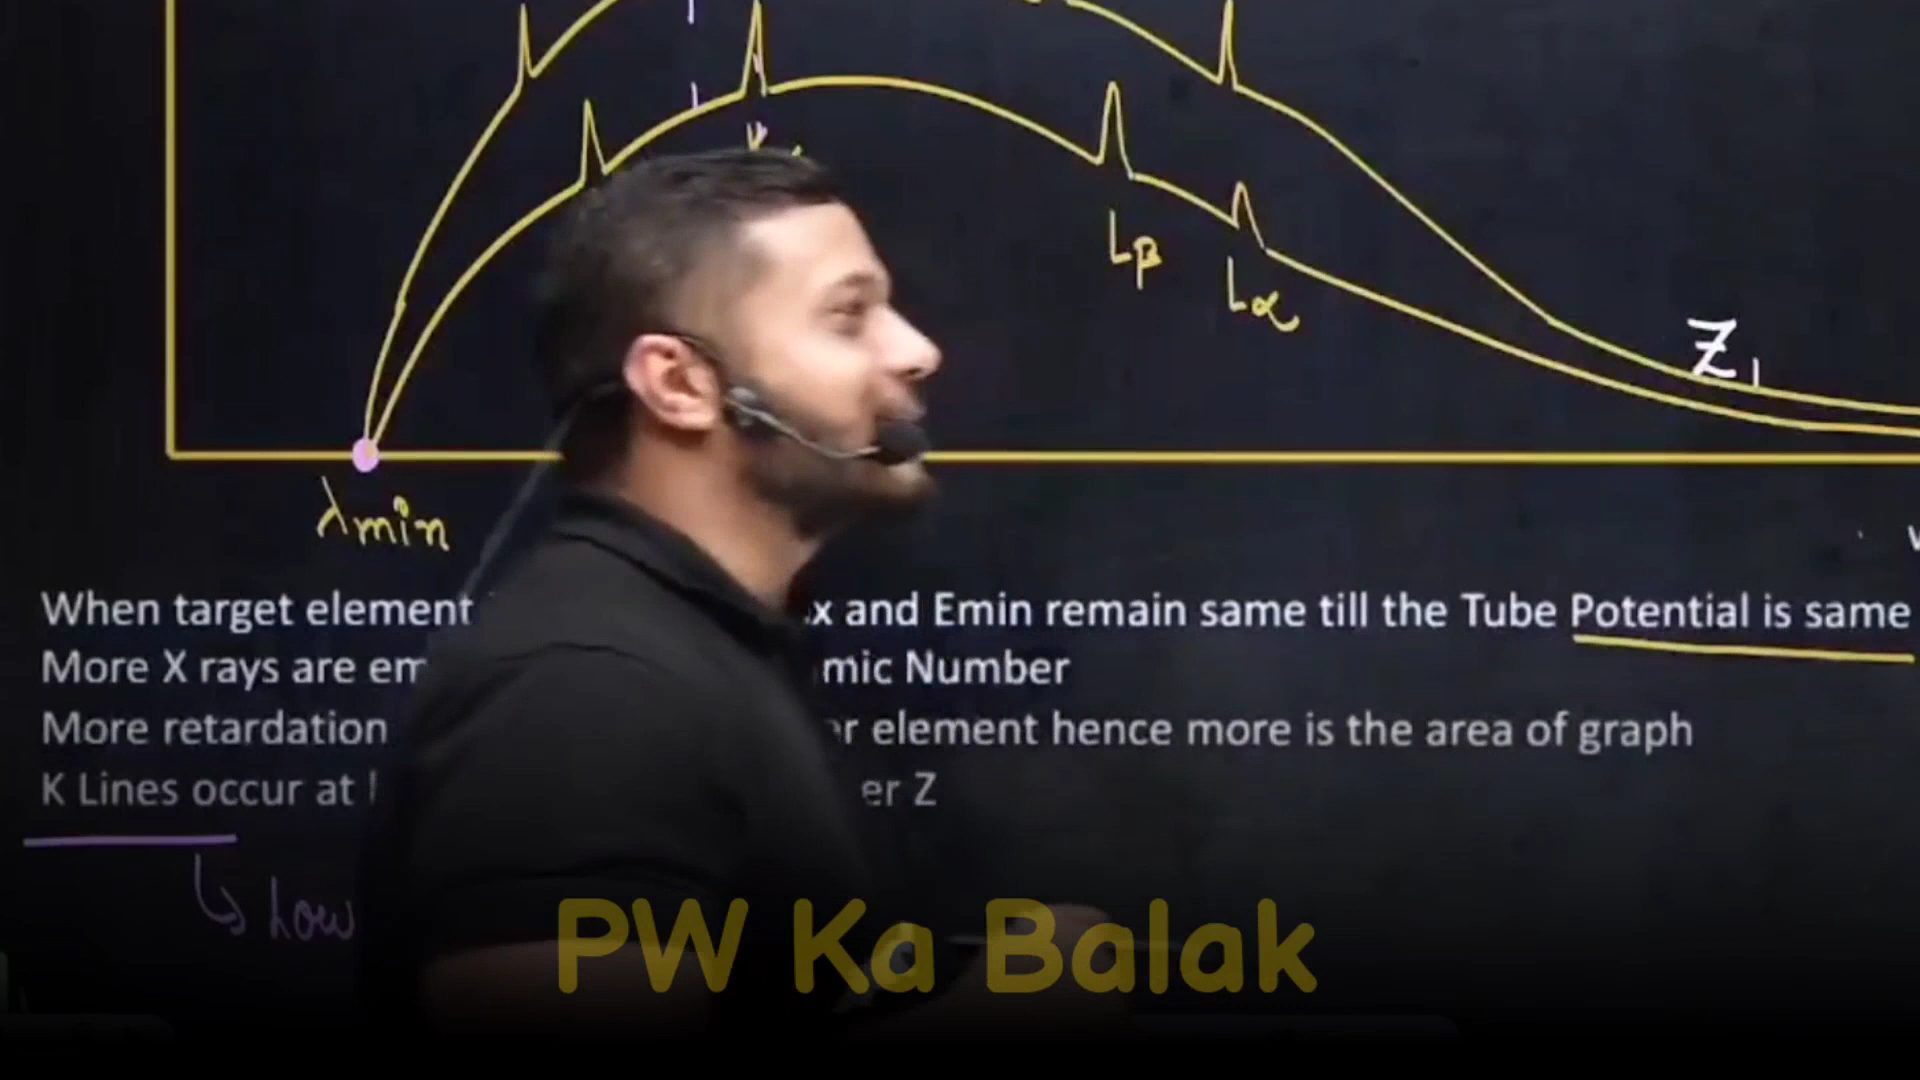 Lβ
Lα
Z1
λmin
When target element x and Emin remain same till the Tube Potential is same
More X rays are em mic Number
More retardation r element hence more is the area of graph
K Lines occur at er Z
↳ how
PW Ka Balak